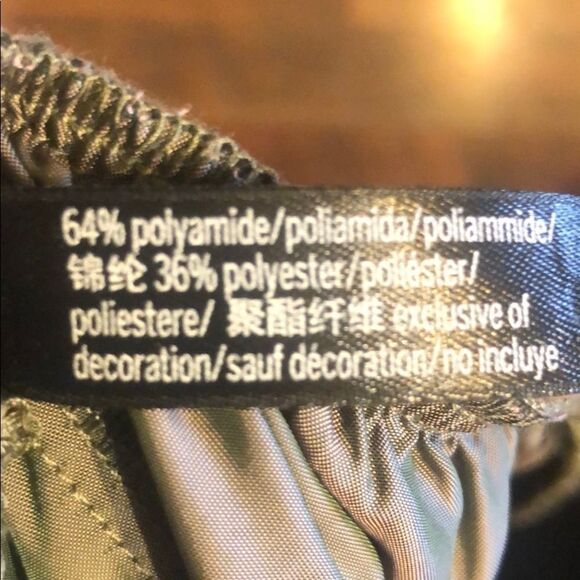 64% polyamide/poliamida/poliammide/
锦纶 36% polyester/poliéster/
poliestere/ 聚酯纤维 exclusive of
decoration/sauf décoration/no incluye